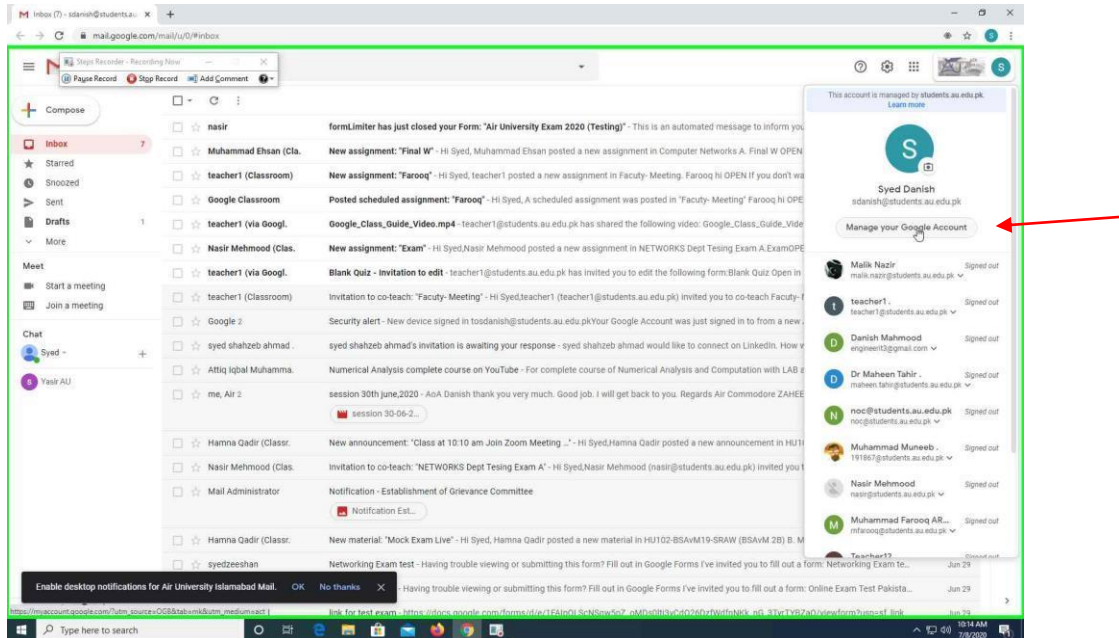 Inbox (7) - sdanish@students.au
mail.google.com/mail/u/0/#inbox
Steps Recorder - Recording Now
Pause Record Stop Record Add Comment
Compose
Inbox 7
Starred
Snoozed
Sent
Drafts 1
More
Meet
Start a meeting
Join a meeting
Chat
Syed
Yasir AU
nasir formLimiter has just closed your Form: "Air University Exam 2020 (Testing)" - This is an automated message to inform you
Muhammad Ehsan (Cla. New assignment: "Final W" - Hi Syed, Muhammad Ehsan posted a new assignment in Computer Networks A. Final W OPEN
teacher1 (Classroom) New assignment: "Farooq" - Hi Syed, teacher1 posted a new assignment in Facuty- Meeting. Farooq hi OPEN If you don't wa
Google Classroom Posted scheduled assignment: "Farooq" - Hi Syed, A scheduled assignment was posted in "Facuty- Meeting" Farooq hi OPE
teacher1 (via Googl. Google_Class_Guide_Video.mp4 - teacher1@students.au.edu.pk has shared the following video: Google_Class_Guide_Vide
Nasir Mehmood (Clas. New assignment: "Exam" - Hi Syed,Nasir Mehmood posted a new assignment in NETWORKS Dept Tesing Exam A.ExamOPE
teacher1 (via Googl. Blank Quiz - Invitation to edit - teacher1@students.au.edu.pk has invited you to edit the following form:Blank Quiz Open in
teacher1 (Classroom) Invitation to co-teach: "Facuty- Meeting" - Hi Syed,teacher1 (teacher1@students.au.edu.pk) invited you to co-teach Facuty-
Google 2 Security alert - New device signed in tosdanish@students.au.edu.pkYour Google Account was just signed in to from a new
syed shahzeb ahmad . syed shahzeb ahmad's invitation is awaiting your response - syed shahzeb ahmad would like to connect on LinkedIn. How
Attiq Iqbal Muhamma. Numerical Analysis complete course on YouTube - For complete course of Numerical Analysis and Computation with LAB
me, Air 2 session 30th june,2020 - AoA Danish thank you very much. Good job. I will get back to you. Regards Air Commodore ZAHEE
session 30-06-2...
Hamna Qadir (Classr. New announcement: "Class at 10:10 am Join Zoom Meeting ..." - Hi Syed,Hamna Qadir posted a new announcement in HU1
Nasir Mehmood (Clas. Invitation to co-teach: "NETWORKS Dept Tesing Exam A" - Hi Syed,Nasir Mehmood (nasir@students.au.edu.pk) invited you
Mail Administrator Notification - Establishment of Grievance Committee
Notifcation Est...
Hamna Qadir (Classr. New material: "Mock Exam Live" - Hi Syed, Hamna Qadir posted a new material in HU102-BSAvM19-SRAW (BSAvM 2B) B. M
syedzeeshan Networking Exam test - Having trouble viewing or submitting this form? Fill out in Google Forms I've invited you to fill out a form: Networking Exam te... Jun 29
- Having trouble viewing or submitting this form? Fill out in Google Forms I've invited you to fill out a form: Online Exam Test Pakista... Jun 29
link for test exam Jun 29
This account is managed by students.au.edu.pk.
Learn more
S
Syed Danish
sdanish@students.au.edu.pk
Manage your Google Account
Malik Nazir Signed out
malik.nazir@students.au.edu.pk
teacher1 . Signed out
teacher1@students.au.edu.pk
Danish Mahmood Signed out
engineerit3@gmail.com
Dr Maheen Tahir . Signed out
maheen.tahir@students.au.edu.pk
noc@students.au.edu.pk Signed out
noc@students.au.edu.pk
Muhammad Muneeb . Signed out
191867@students.au.edu.pk
Nasir Mehmood Signed out
nasir@students.au.edu.pk
Muhammad Farooq AR... Signed out
mfarooq@students.au.edu.pk
Teacher12 Signed out
Enable desktop notifications for Air University Islamabad Mail. OK No thanks
Type here to search
10:14 AM
7/8/2020